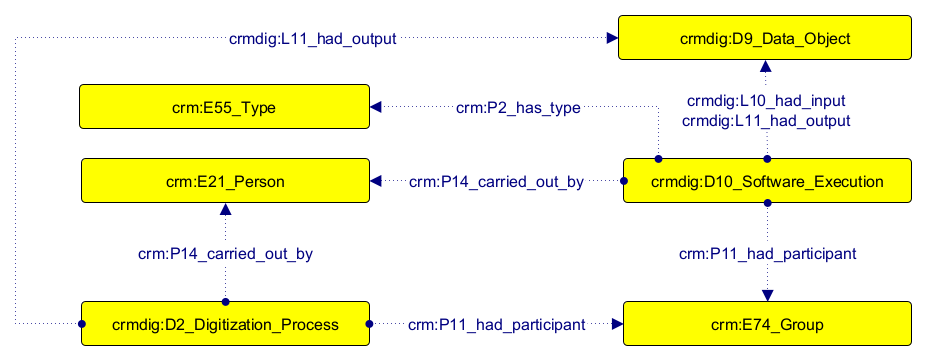 crmdig:L11_had_output
crmdig:D9_Data_Object
crm:E55_Type
crm:P2_has_type
crmdig:L10_had_input
crmdig:L11_had_output
crm:E21_Person
crm:P14_carried_out_by
crmdig:D10_Software_Execution
crm:P14_carried_out_by
crm:P11_had_participant
crmdig:D2_Digitization_Process
crm:P11_had_participant
crm:E74_Group